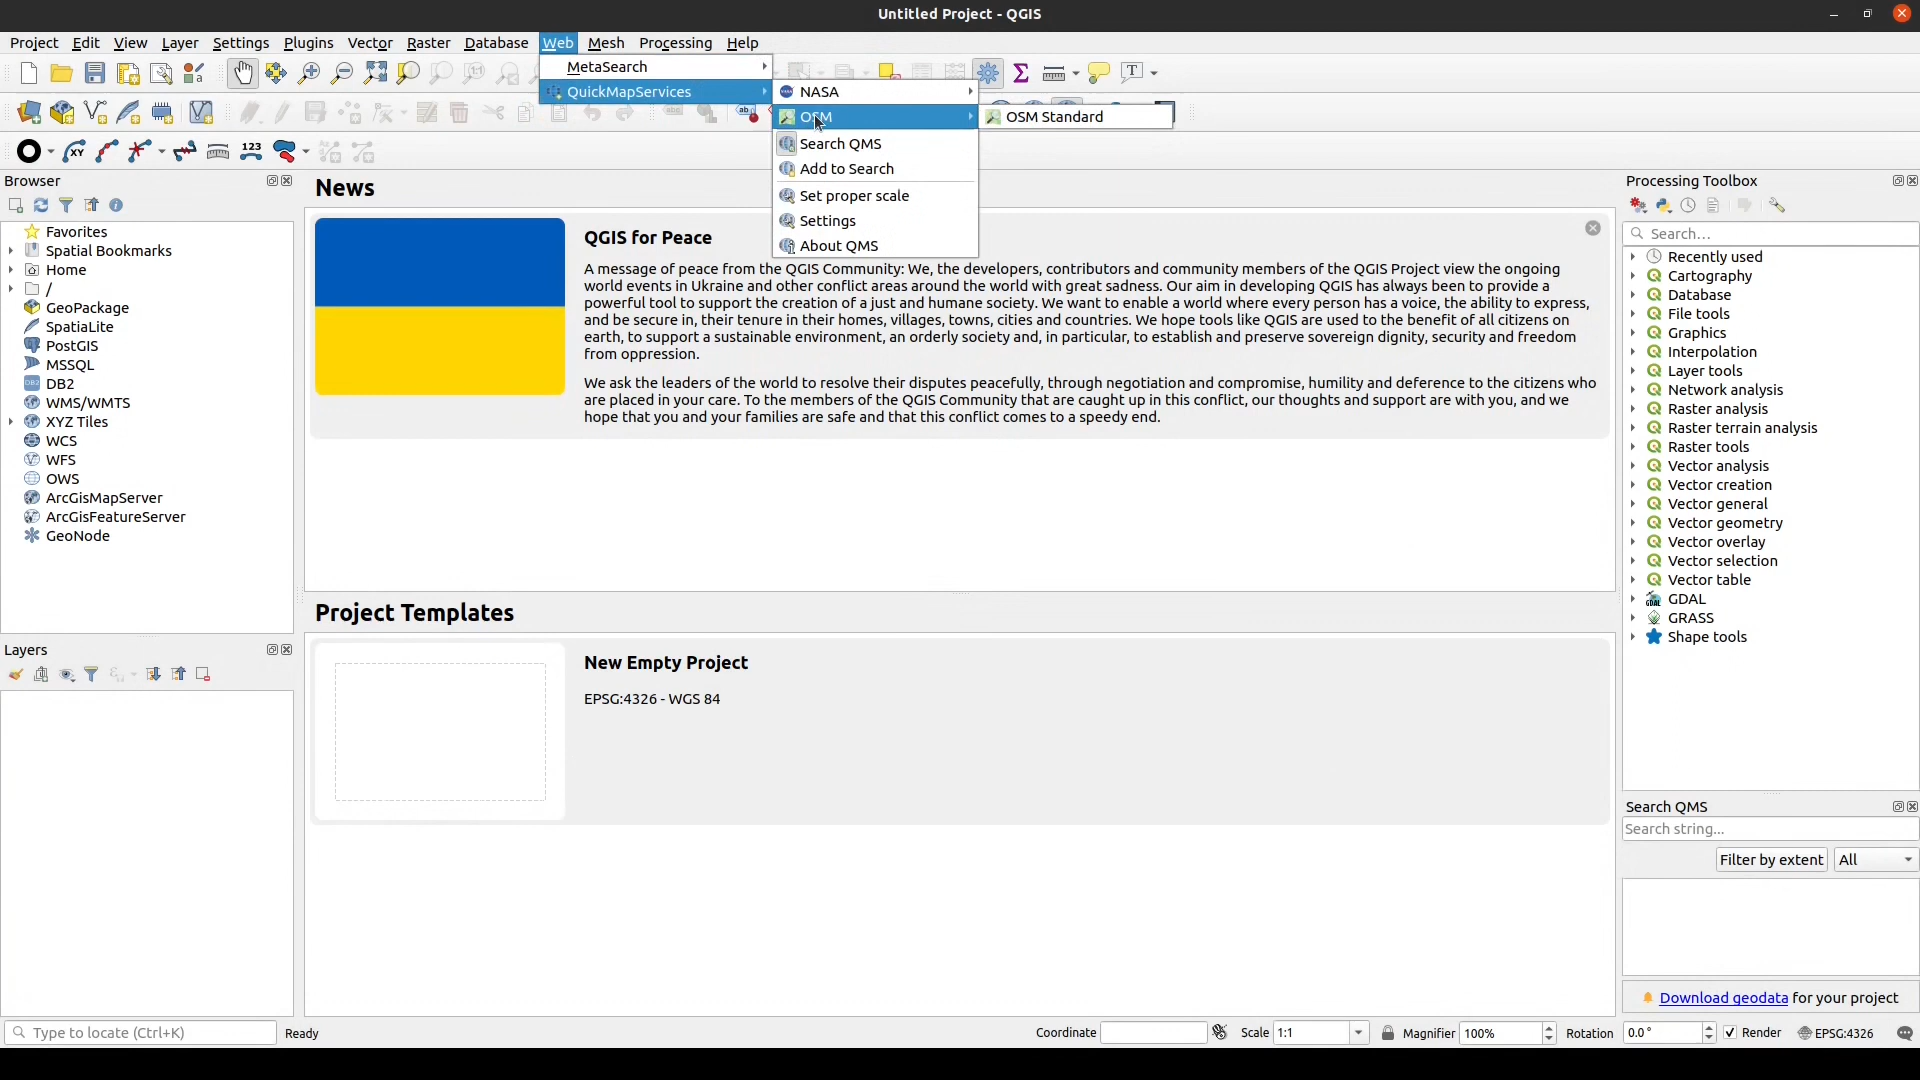 Untitled Project - QGIS
Project Edit View Layer Settings Plugins Vector Raster Database Web Mesh Processing Help
MetaSearch
QuickMapServices
NASA
OSM
OSM Standard
Search QMS
Add to Search
Set proper scale
Settings
About QMS
Browser
Favorites
Spatial Bookmarks
Home
/
GeoPackage
SpatiaLite
PostGIS
MSSQL
DB2
WMS/WMTS
XYZ Tiles
WCS
WFS
OWS
ArcGisMapServer
ArcGisFeatureServer
GeoNode
Layers
News
QGIS for Peace
A message of peace from the QGIS Community: We, the developers, contributors and community members of the QGIS Project view the ongoing
world events in Ukraine and other conflict areas around the world with great sadness. Our aim in developing QGIS has always been to provide a
powerful tool to support the creation of a just and humane society. We want to enable a world where every person has a voice, the ability to express,
and be secure in, their tenure in their homes, villages, towns, cities and countries. We hope tools like QGIS are used to the benefit of all citizens on
earth, to support a sustainable environment, an orderly society and, in particular, to establish and preserve sovereign dignity, security and freedom
from oppression.
We ask the leaders of the world to resolve their disputes peacefully, through negotiation and compromise, humility and deference to the citizens who
are placed in your care. To the members of the QGIS Community that are caught up in this conflict, our thoughts and support are with you, and we
hope that you and your families are safe and that this conflict comes to a speedy end.
Project Templates
New Empty Project
EPSG:4326 - WGS 84
Processing Toolbox
Search...
Recently used
Cartography
Database
File tools
Graphics
Interpolation
Layer tools
Network analysis
Raster analysis
Raster terrain analysis
Raster tools
Vector analysis
Vector creation
Vector general
Vector geometry
Vector overlay
Vector selection
Vector table
GDAL
GRASS
Shape tools
Search QMS
Search string...
Filter by extent All
Download geodata for your project
Type to locate (Ctrl+K) Ready Coordinate Scale 1:1 Magnifier 100% Rotation 0.0 ° Render EPSG:4326